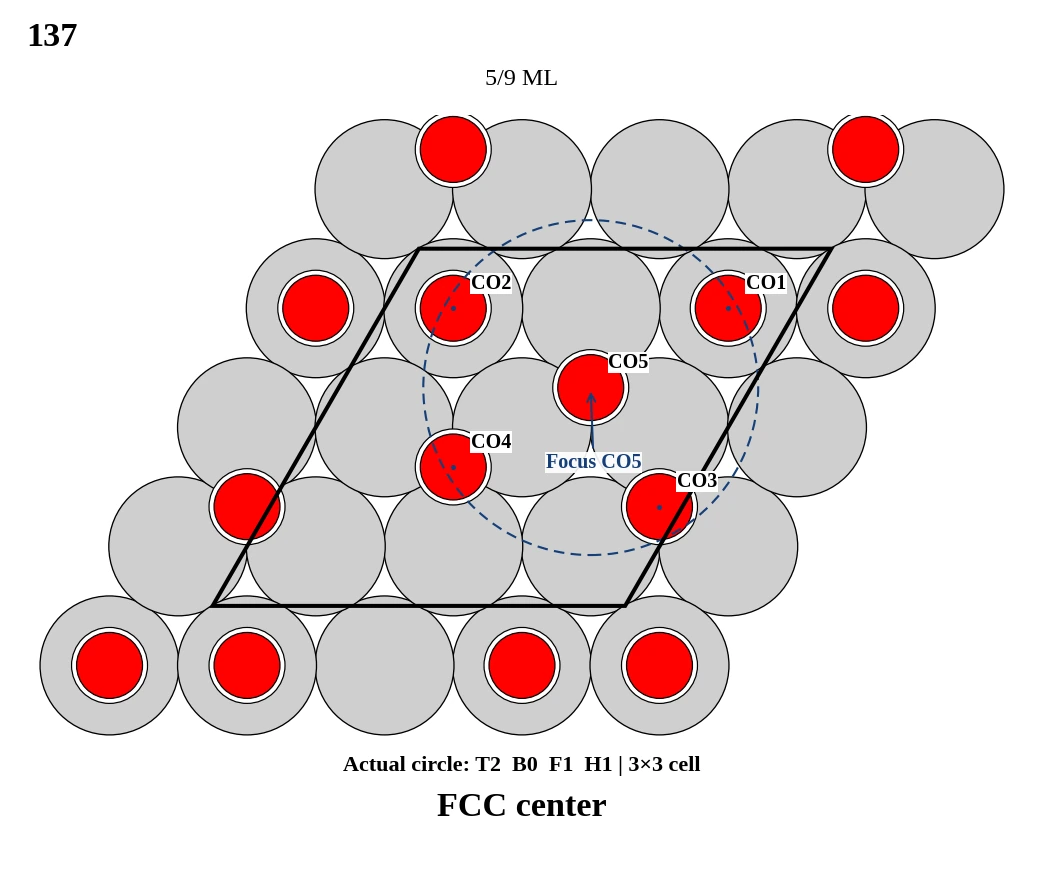 137
5/9 ML
CO2
CO1
CO5
CO4
Focus CO5
CO3
Actual circle: T2  B0  F1  H1 | 3×3 cell
FCC center